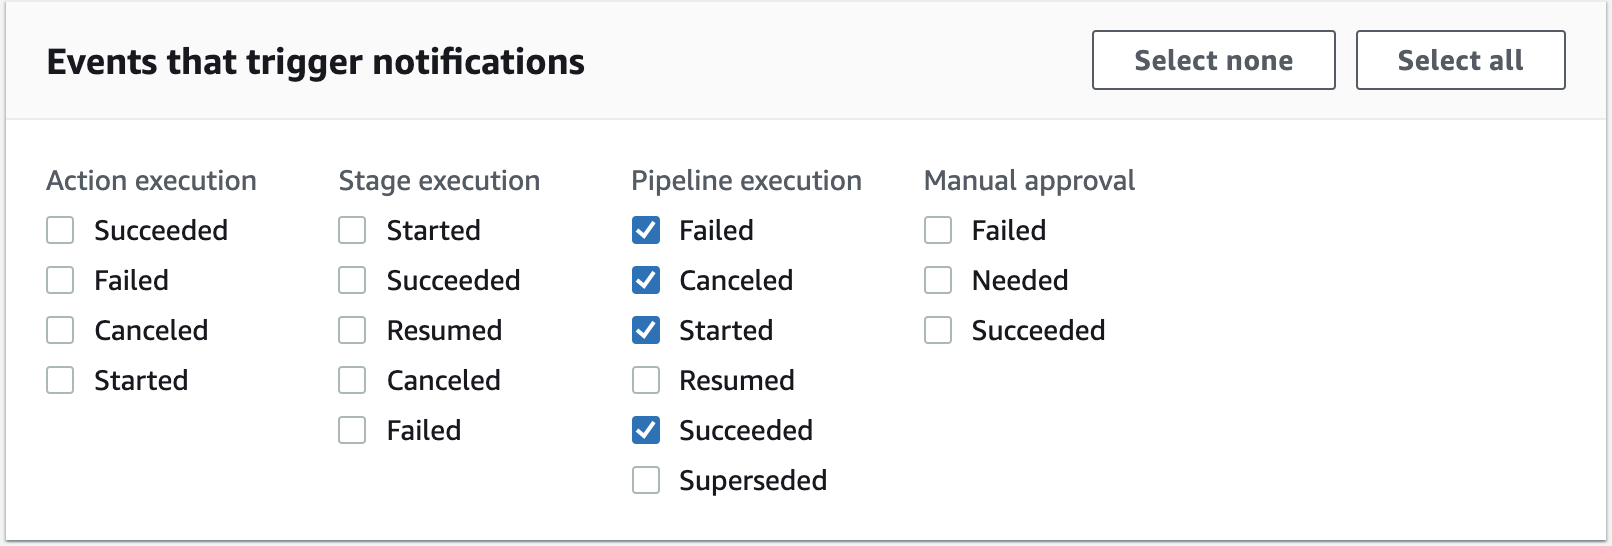 Events that trigger notifications
Select none
Select all
Action execution
Succeeded
Failed
Canceled
Started
Stage execution
Started
Succeeded
Resumed
Canceled
Failed
Pipeline execution
Failed
Canceled
Started
Resumed
Succeeded
Superseded
Manual approval
Failed
Needed
Succeeded